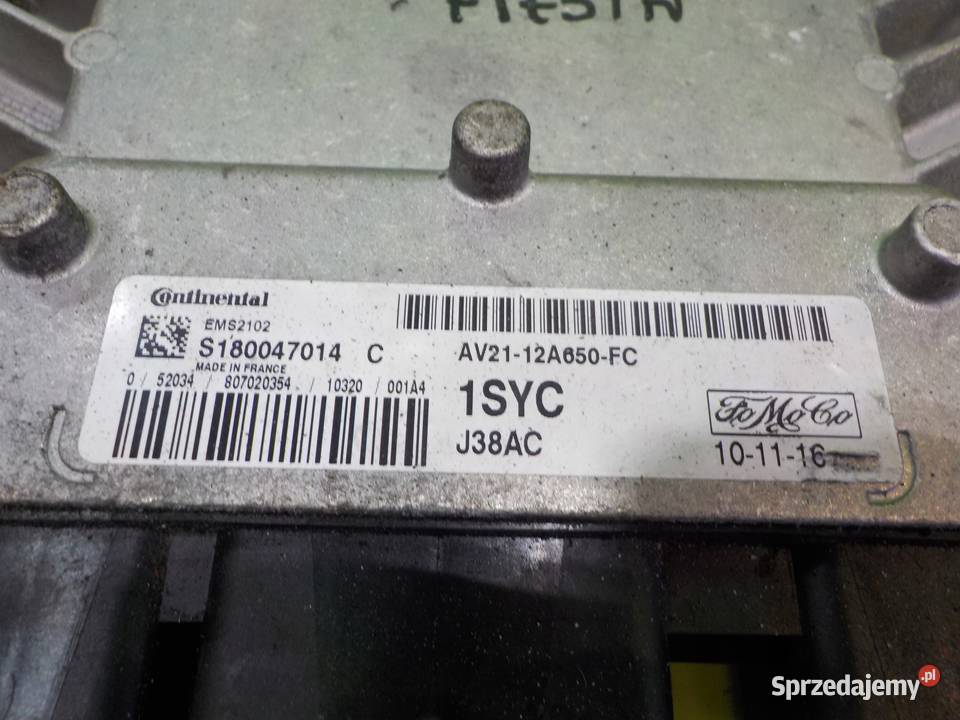 FIESTA
Continental
EMS2102
S180047014 C
MADE IN FRANCE
0 / 52034 / 807020354 / 10320 / 001A4
AV21-12A650-FC
1SYC
J38AC
FoMoCo
10-11-16
Sprzedajemy.pl